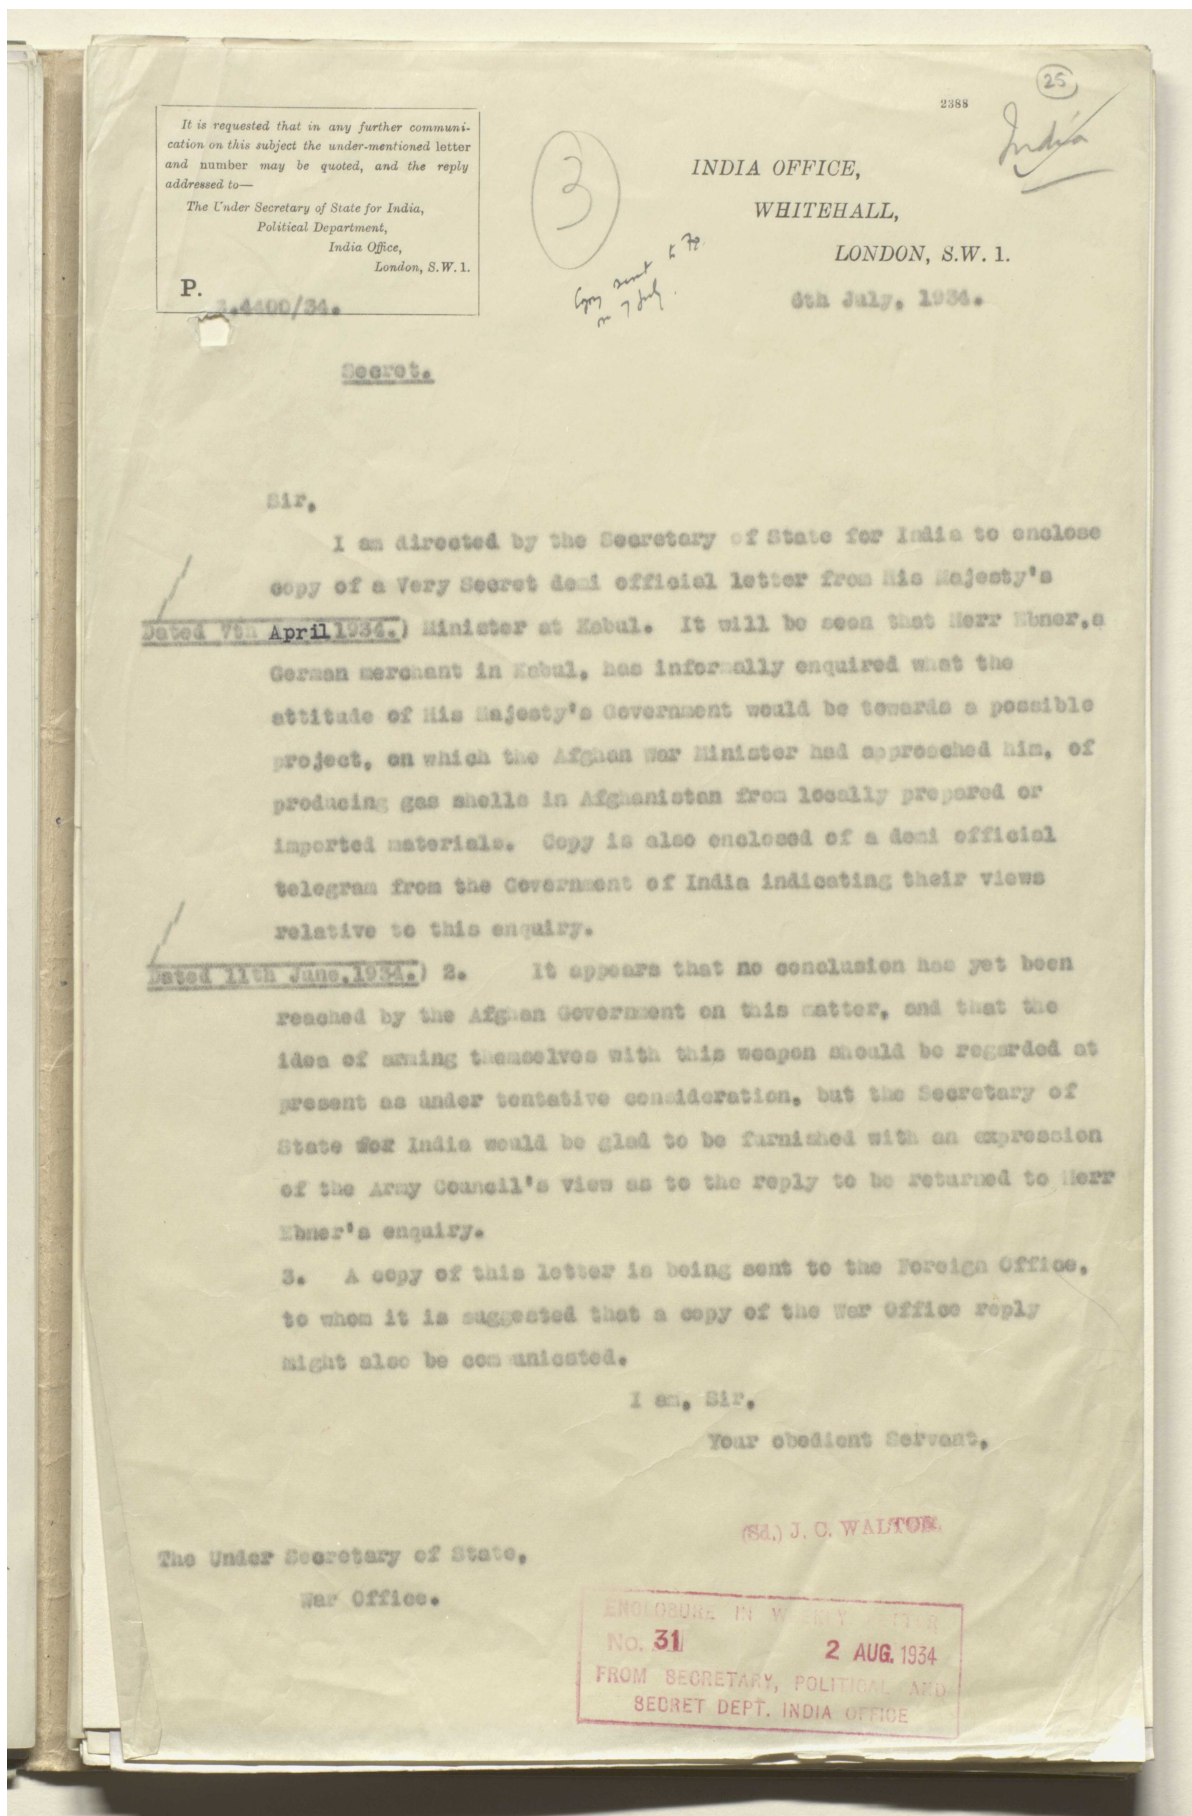 25
2388
India
It is requested that in any further communi-
cation on this subject the under-mentioned letter
and number may be quoted, and the reply
addressed to—
The Under Secretary of State for India,
Political Department,
India Office,
London, S.W. 1.
P.
Z.4400/34.
3
INDIA OFFICE,
WHITEHALL,
LONDON, S.W. 1.
Copy sent to FO.
on 7 July.
6th July, 1934.
Secret.
Sir,
I am directed by the Secretary of State for India to enclose
copy of a Very Secret demi official letter from His Majesty's
Dated 7th April 1934.) Minister at Kabul. It will be seen that Herr Ebner, a
German merchant in Kabul, has informally enquired what the
attitude of His Majesty's Government would be towards a possible
project, on which the Afghan War Minister had approached him, of
producing gas shells in Afghanistan from locally prepared or
imported materials. Copy is also enclosed of a demi official
telegram from the Government of India indicating their views
relative to this enquiry.
Dated 11th June, 1934.) 2. It appears that no conclusion has yet been
reached by the Afghan Government on this matter, and that the
idea of arming themselves with this weapon should be regarded at
present as under tentative consideration, but the Secretary of
State for India would be glad to be furnished with an expression
of the Army Council's view as to the reply to be returned to Herr
Ebner's enquiry.
3. A copy of this letter is being sent to the Foreign Office,
to whom it is suggested that a copy of the War Office reply
might also be communicated.
I am, Sir,
Your obedient Servant,
(Sd.) J. C. WALTON.
The Under Secretary of State,
War Office.
ENCLOSURE IN WEEKLY LETTER
No. 31 2 AUG. 1934
FROM SECRETARY, POLITICAL AND
SECRET DEPT. INDIA OFFICE